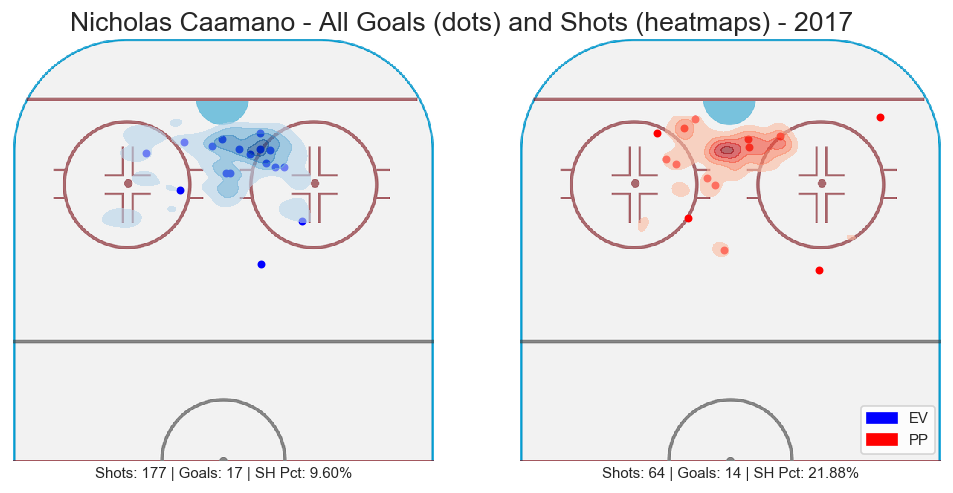 Nicholas Caamano - All Goals (dots) and Shots (heatmaps) - 2017
EV
PP
Shots: 177 | Goals: 17 | SH Pct: 9.60%
Shots: 64 | Goals: 14 | SH Pct: 21.88%